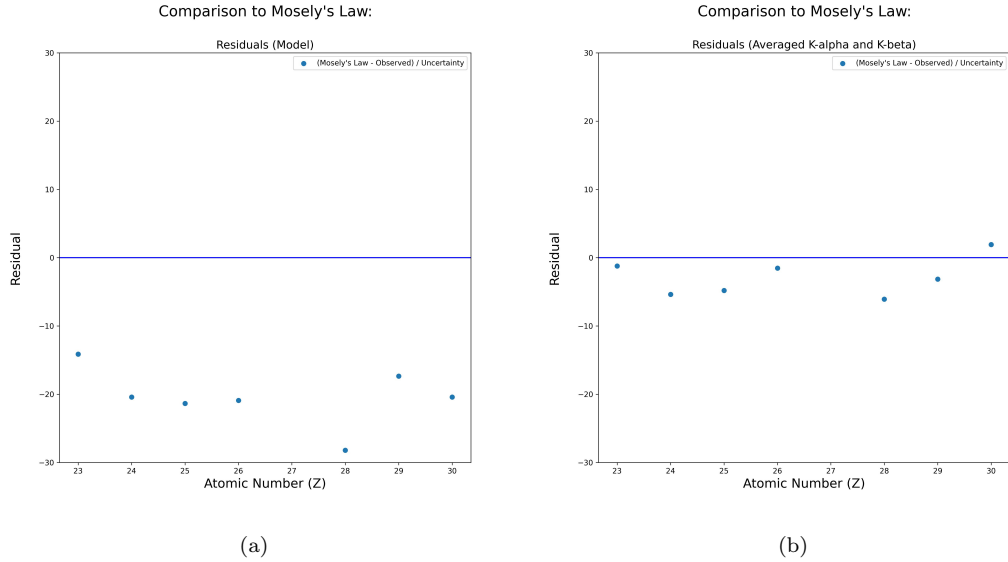 Comparison to Mosely's Law:
Residuals (Model)
(Mosely's Law - Observed) / Uncertainty
30
20
10
0
−10
−20
−30
Residual
23 24 25 26 27 28 29 30
Atomic Number (Z)
(a)
Comparison to Mosely's Law:
Residuals (Averaged K-alpha and K-beta)
(Mosely's Law - Observed) / Uncertainty
30
20
10
0
−10
−20
−30
Residual
23 24 25 26 27 28 29 30
Atomic Number (Z)
(b)